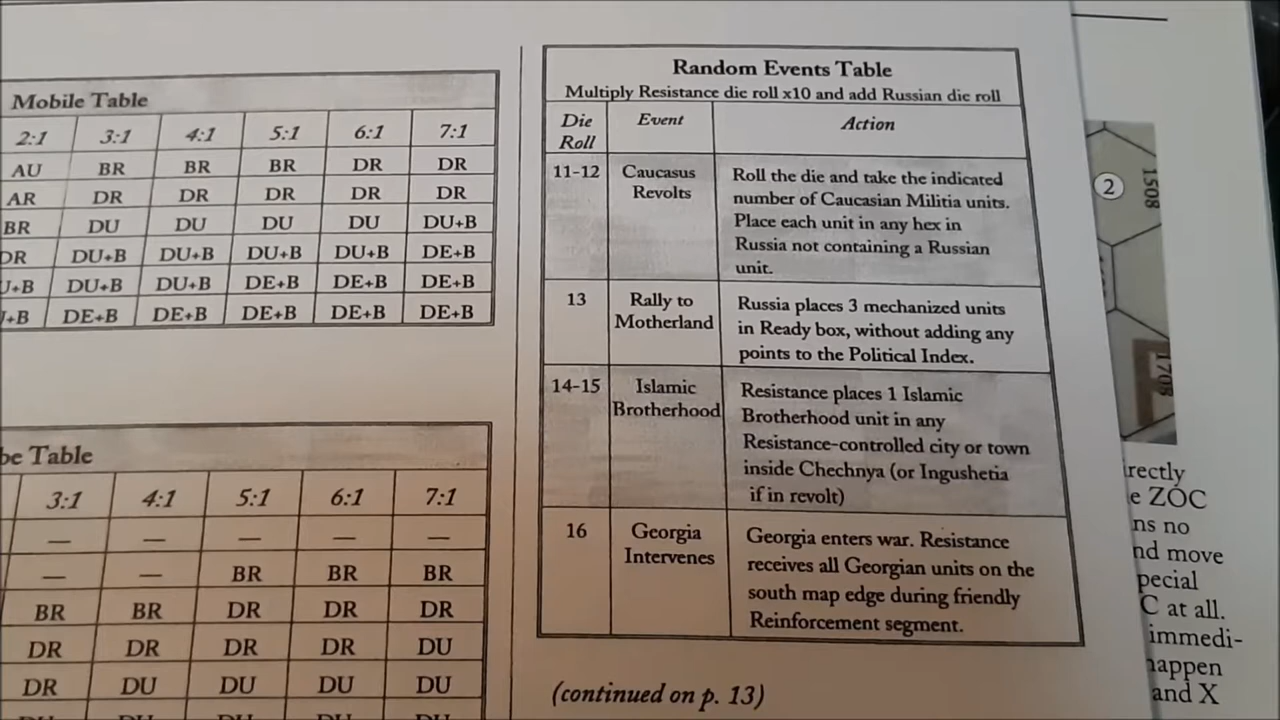 Mobile Table
2:1 3:1 4:1 5:1 6:1 7:1
AU BR BR BR DR DR
AR DR DR DR DR DR
BR DU DU DU DU DU+B
DR DU+B DU+B DU+B DU+B DE+B
U+B DU+B DU+B DE+B DE+B DE+B
+B DE+B DE+B DE+B DE+B DE+B
be Table
3:1 4:1 5:1 6:1 7:1
— — — — —
— — BR BR BR
BR BR DR DR DR
DR DR DR DR DU
DR DU DU DU DU
DU DU DU DU DU
Random Events Table
Multiply Resistance die roll x10 and add Russian die roll
Die Roll Event Action
11-12 Caucasus Revolts
Roll the die and take the indicated
number of Caucasian Militia units.
Place each unit in any hex in
Russia not containing a Russian
unit.
13 Rally to Motherland
Russia places 3 mechanized units
in Ready box, without adding any
points to the Political Index.
14-15 Islamic Brotherhood
Resistance places 1 Islamic
Brotherhood unit in any
Resistance-controlled city or town
inside Chechnya (or Ingushetia
if in revolt)
16 Georgia Intervenes
Georgia enters war. Resistance
receives all Georgian units on the
south map edge during friendly
Reinforcement segment.
(continued on p. 13)
2
1508
1708
rectly
e ZOC
ns no
nd move
pecial
C at all.
immedi-
happen
and X